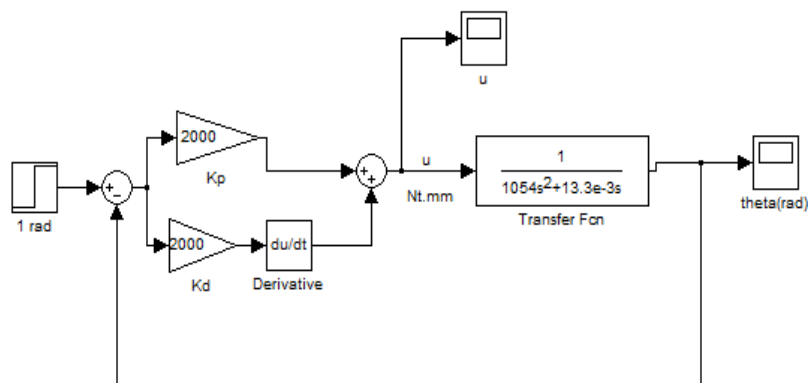 u
2000
Kp
1 rad
u
Nt.mm
1
1054s²+13.3e-3s
Transfer Fcn
theta(rad)
2000
Kd
du/dt
Derivative